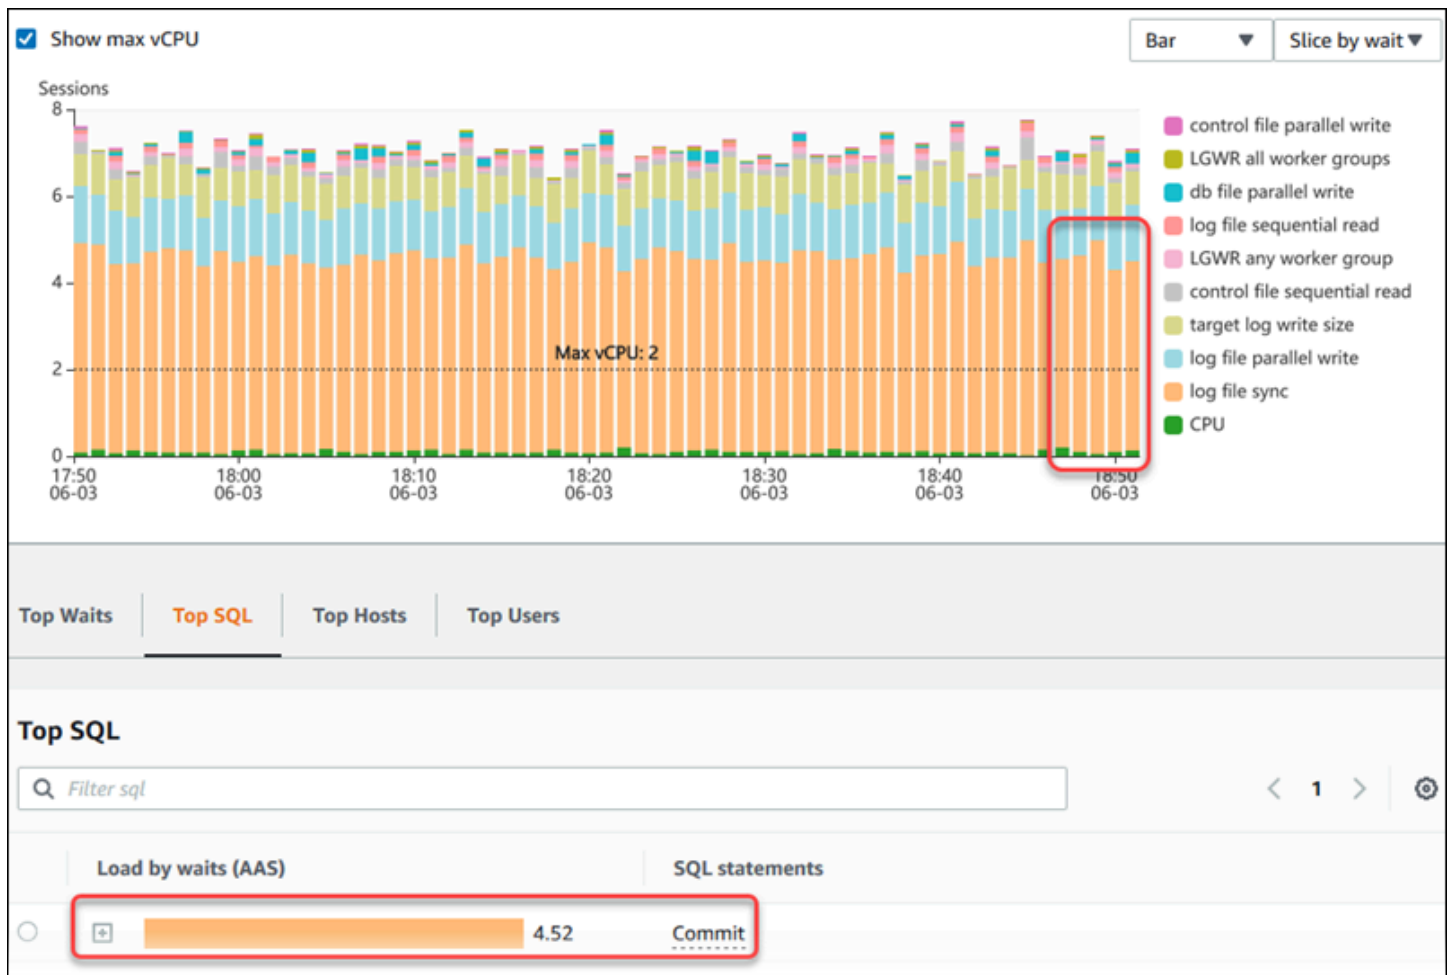 Show max vCPU
Bar
Slice by wait
Sessions
8
6
4
2
0
Max vCPU: 2
17:50 18:00 18:10 18:20 18:30 18:40 18:50
06-03 06-03 06-03 06-03 06-03 06-03 06-03
control file parallel write
LGWR all worker groups
db file parallel write
log file sequential read
LGWR any worker group
control file sequential read
target log write size
log file parallel write
log file sync
CPU
Top Waits Top SQL Top Hosts Top Users
Top SQL
Filter sql
1
Load by waits (AAS) SQL statements
4.52 Commit